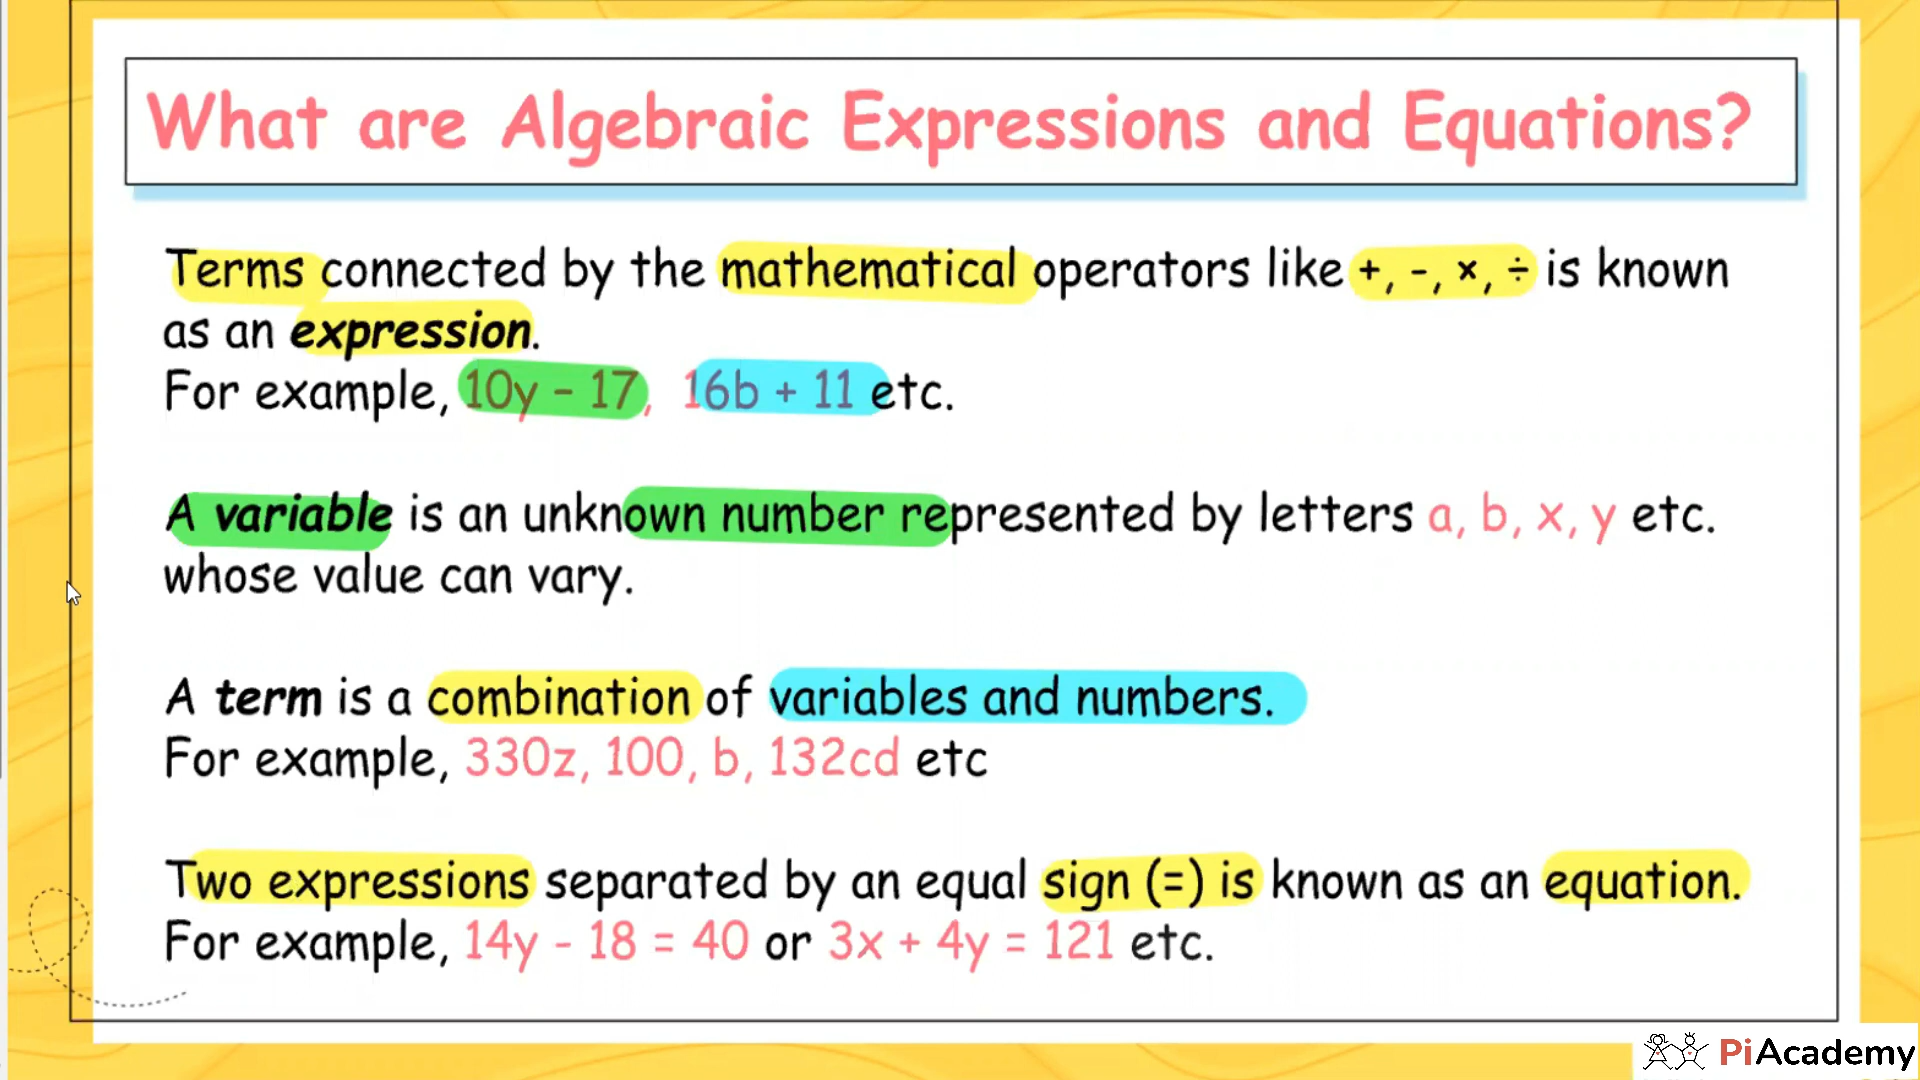 What are Algebraic Expressions and Equations?
Terms connected by the mathematical operators like +, -, ×, ÷ is known
as an expression.
For example, 10y – 17, 16b + 11 etc.
A variable is an unknown number represented by letters a, b, x, y etc.
whose value can vary.
A term is a combination of variables and numbers.
For example, 330z, 100, b, 132cd etc
Two expressions separated by an equal sign (=) is known as an equation.
For example, 14y - 18 = 40 or 3x + 4y = 121 etc.
PiAcademy